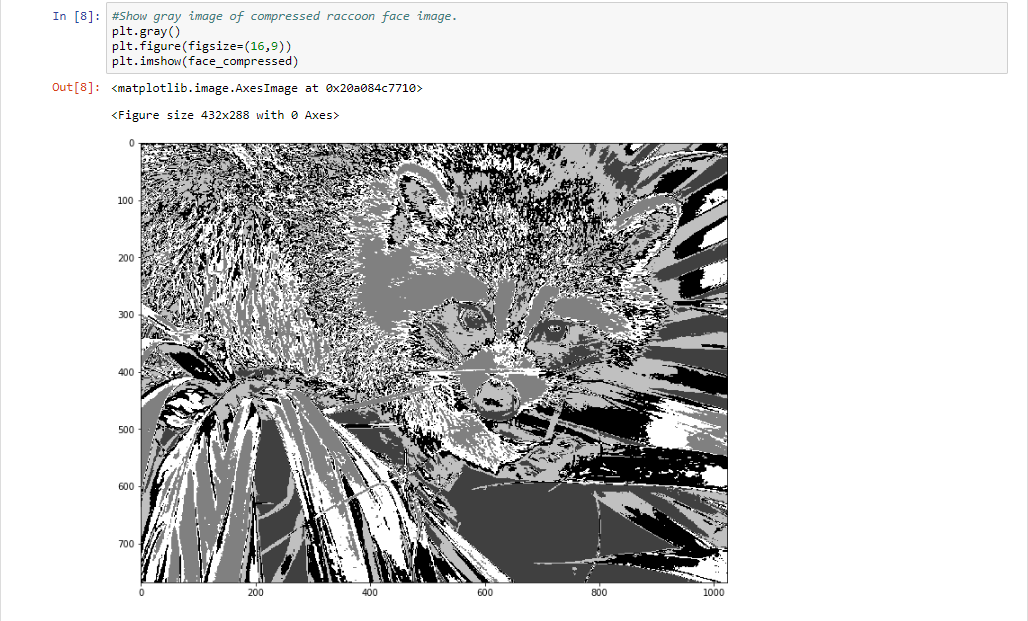 In [8]: #Show gray image of compressed raccoon face image.
plt.gray()
plt.figure(figsize=(16,9))
plt.imshow(face_compressed)
Out[8]: <matplotlib.image.AxesImage at 0x20a084c7710>
<Figure size 432x288 with 0 Axes>
0
100
200
300
400
500
600
700
0 200 400 600 800 1000